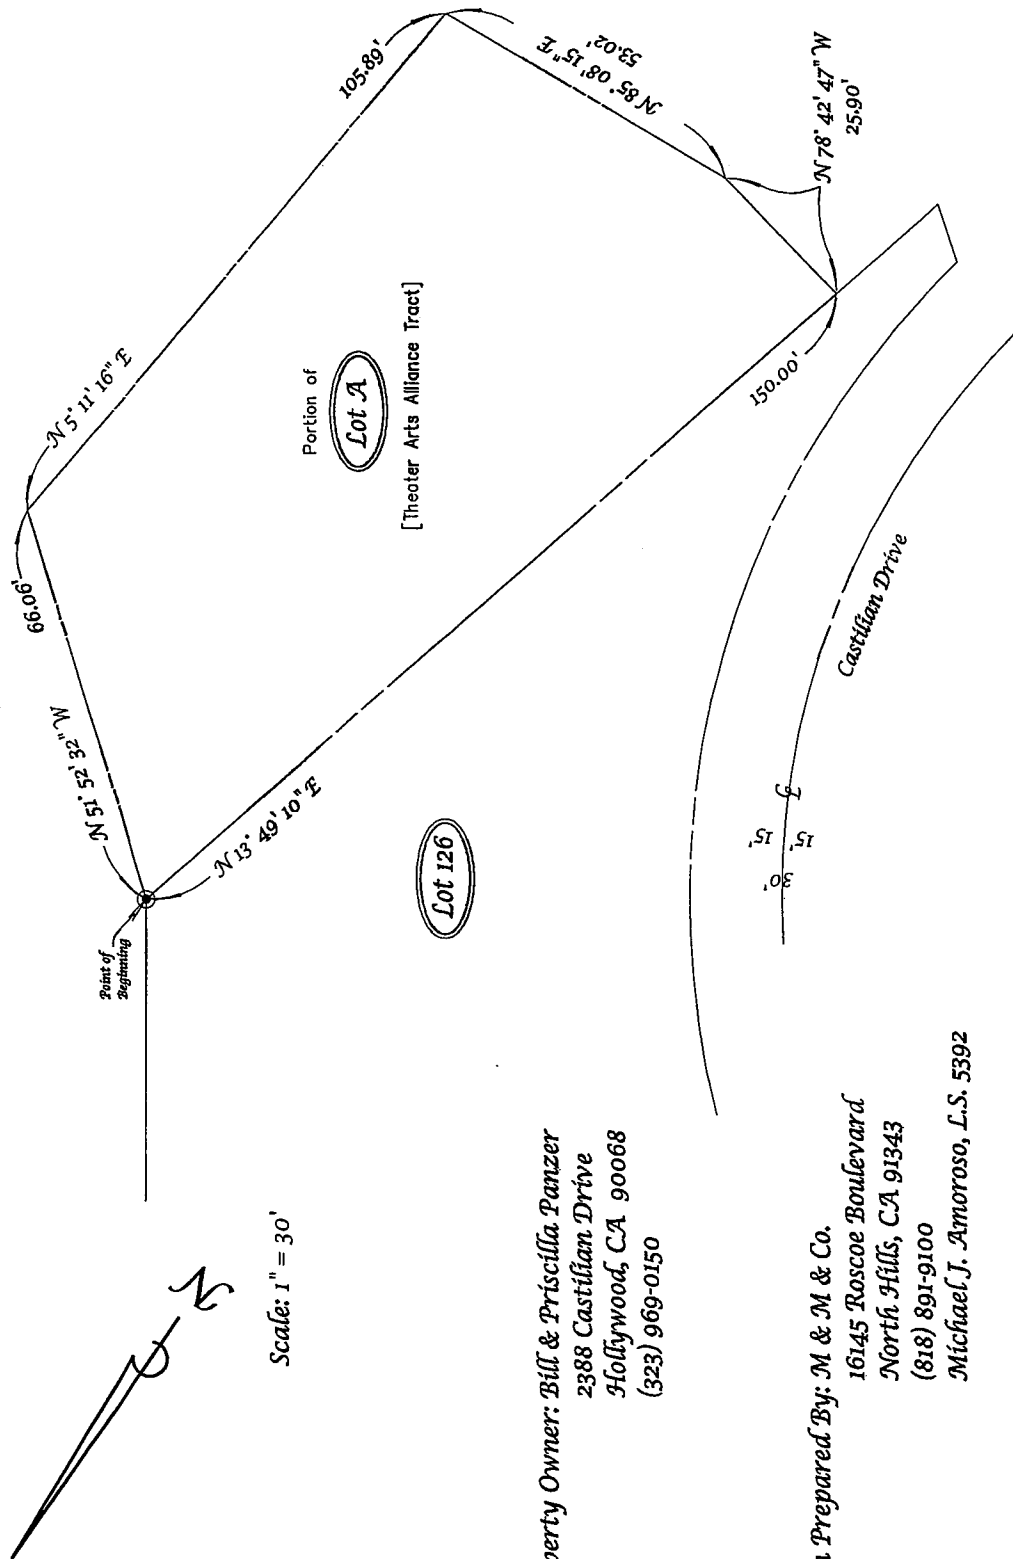 105.89'
N 85° 08' 15" E
53.02'
N 78° 42' 47" W
25.90'
N 5° 11' 16" E
66.06'
N 51° 52' 32" W
Portion of
Lot A
[Theater Arts Alliance Tract]
150.00'
N 13° 49' 10" E
Point of
Beginning
Lot 126
Castilian Drive
15'
15'
30'
N
Scale: 1" = 30'
perty Owner: Bill & Priscilla Panzer
2388 Castilian Drive
Hollywood, CA 90068
(323) 969-0150
Prepared By: M & M & Co.
16145 Roscoe Boulevard
North Hills, CA 91343
(818) 891-9100
Michael J. Amoroso, L.S. 5392